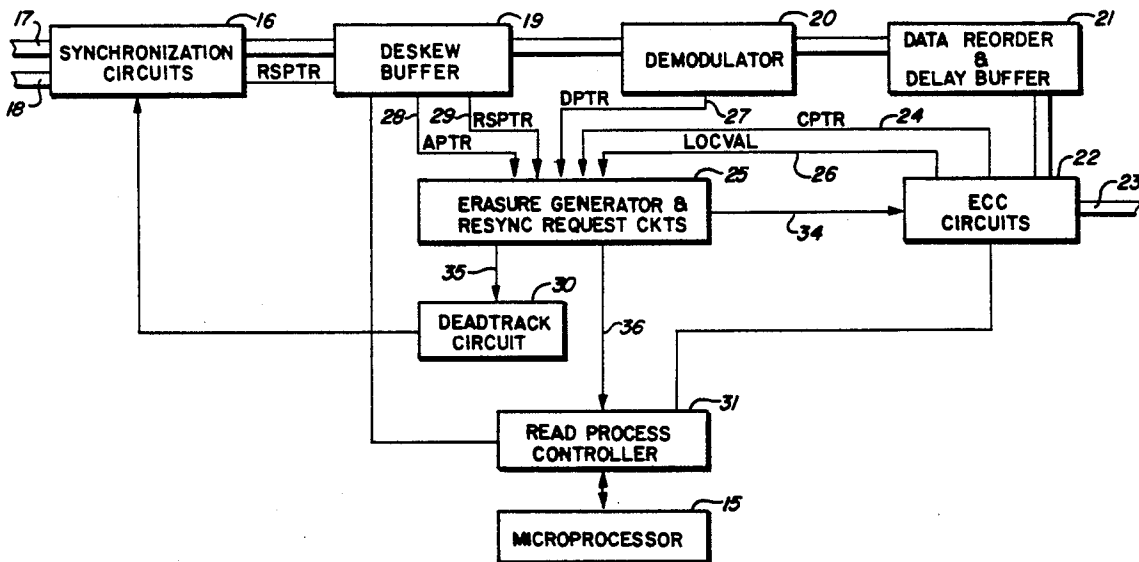 16
19
20
21
17
18
SYNCHRONIZATION
CIRCUITS
RSPTR
DESKEW
BUFFER
DEMODULATOR
DATA REORDER
&
DELAY BUFFER
28
29
APTR
RSPTR
DPTR
27
CPTR
24
LOCVAL
26
25
22
23
ERASURE GENERATOR &
RESYNC REQUEST CKTS
34
ECC
CIRCUITS
35
30
DEADTRACK
CIRCUIT
36
31
READ PROCESS
CONTROLLER
15
MICROPROCESSOR